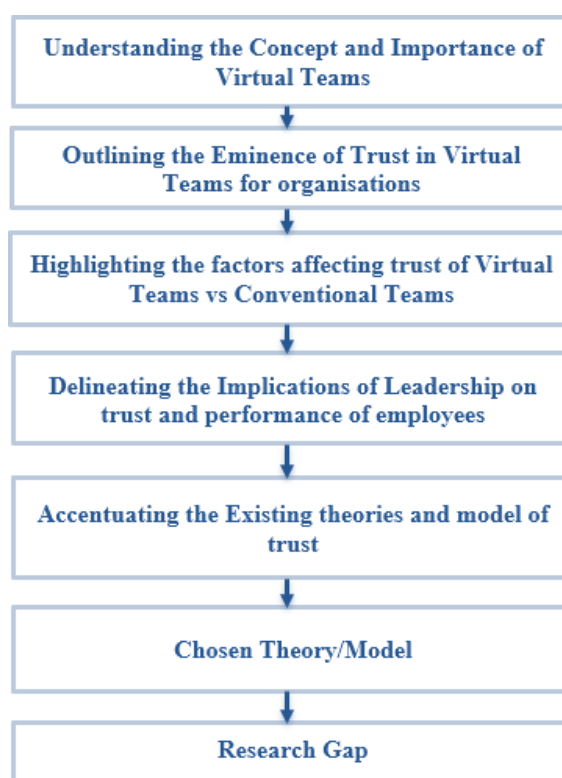 Understanding the Concept and Importance of
Virtual Teams
Outlining the Eminence of Trust in Virtual
Teams for organisations
Highlighting the factors affecting trust of Virtual
Teams vs Conventional Teams
Delineating the Implications of Leadership on
trust and performance of employees
Accentuating the Existing theories and model of
trust
Chosen Theory/Model
Research Gap